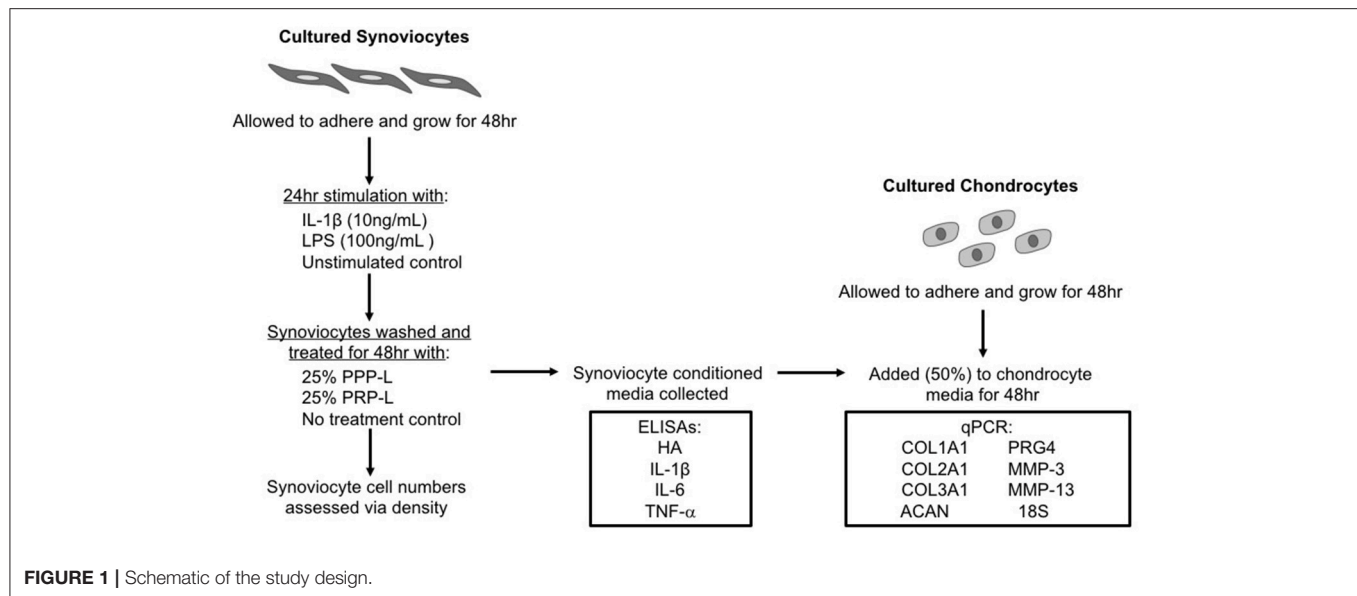 Cultured Synoviocytes
Allowed to adhere and grow for 48hr
24hr stimulation with:
IL-1β (10ng/mL)
LPS (100ng/mL )
Unstimulated control
Synoviocytes washed and
treated for 48hr with:
25% PPP-L
25% PRP-L
No treatment control
Synoviocyte cell numbers
assessed via density
Synoviocyte conditioned
media collected
ELISAs:
HA
IL-1β
IL-6
TNF-α
Cultured Chondrocytes
Allowed to adhere and grow for 48hr
Added (50%) to chondrocyte
media for 48hr
qPCR:
COL1A1 PRG4
COL2A1 MMP-3
COL3A1 MMP-13
ACAN 18S
FIGURE 1 | Schematic of the study design.